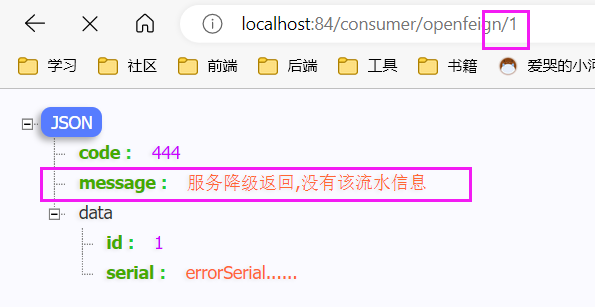 localhost:84/consumer/openfeign/1
学习 社区 前端 后端 工具 书籍 爱哭的小河
JSON
code : 444
message : 服务降级返回,没有该流水信息
data
id : 1
serial : errorSerial......